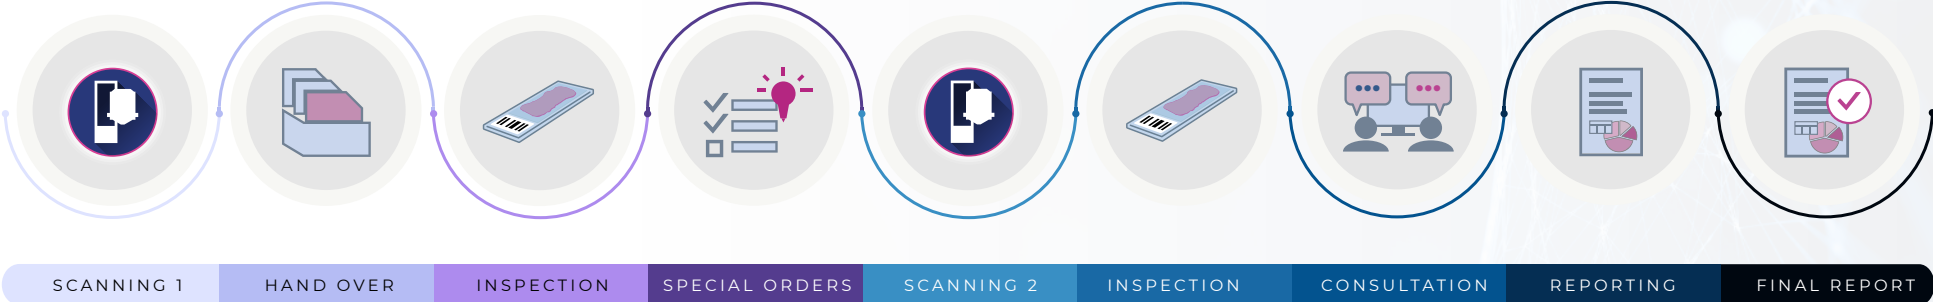 SCANNING 1
HAND OVER
INSPECTION
SPECIAL ORDERS
SCANNING 2
INSPECTION
CONSULTATION
REPORTING
FINAL REPORT